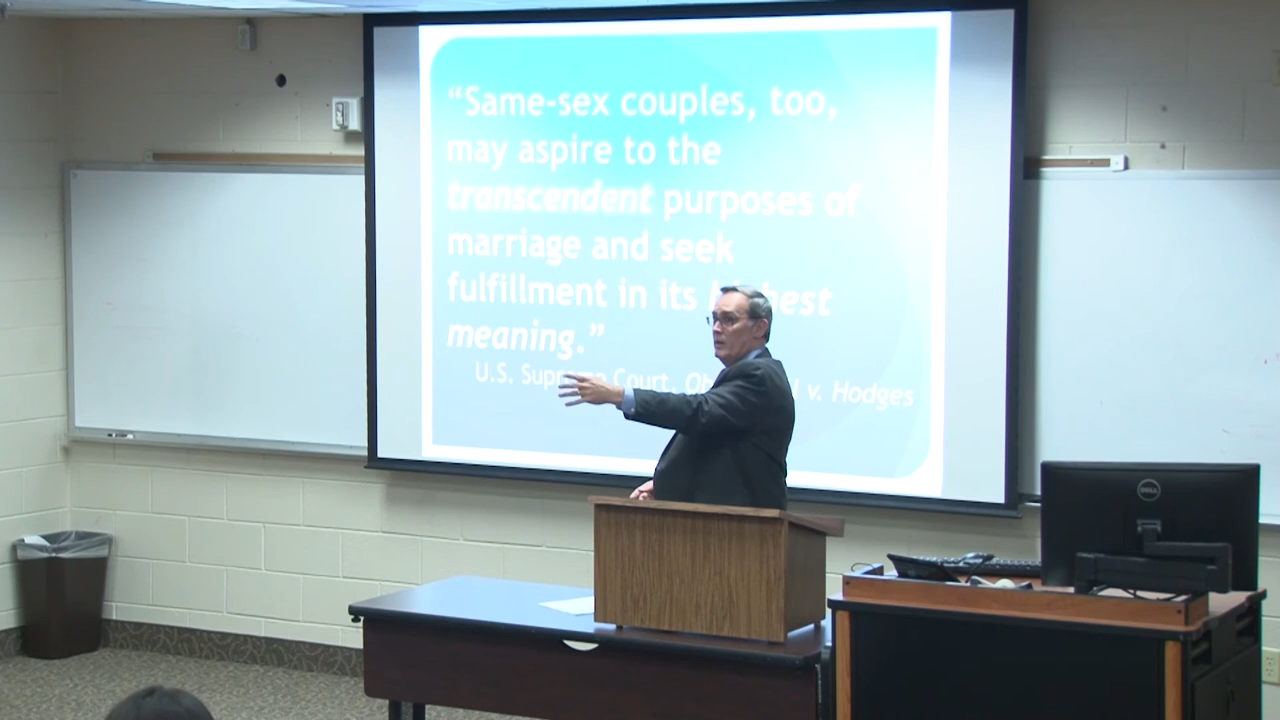 “Same-sex couples, too,
may aspire to the
transcendent purposes of
marriage and seek
fulfillment in its
meaning.”
U.S. Court, v. Hodges
DELL